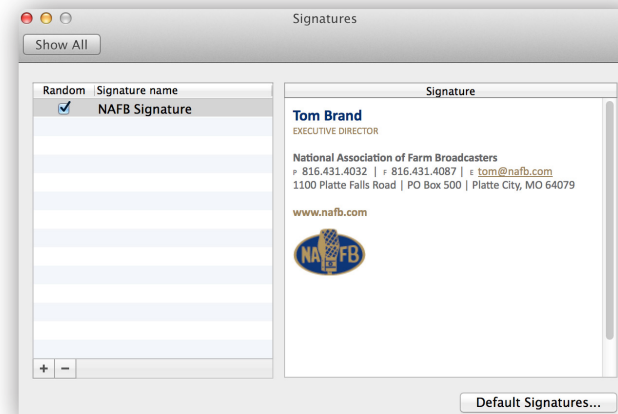 Signatures
Show All
Random Signature name
NAFB Signature
Signature
Tom Brand
EXECUTIVE DIRECTOR
National Association of Farm Broadcasters
P 816.431.4032 | F 816.431.4087 | E tom@nafb.com
1100 Platte Falls Road | PO Box 500 | Platte City, MO 64079
www.nafb.com
NAFB
+ −
Default Signatures...